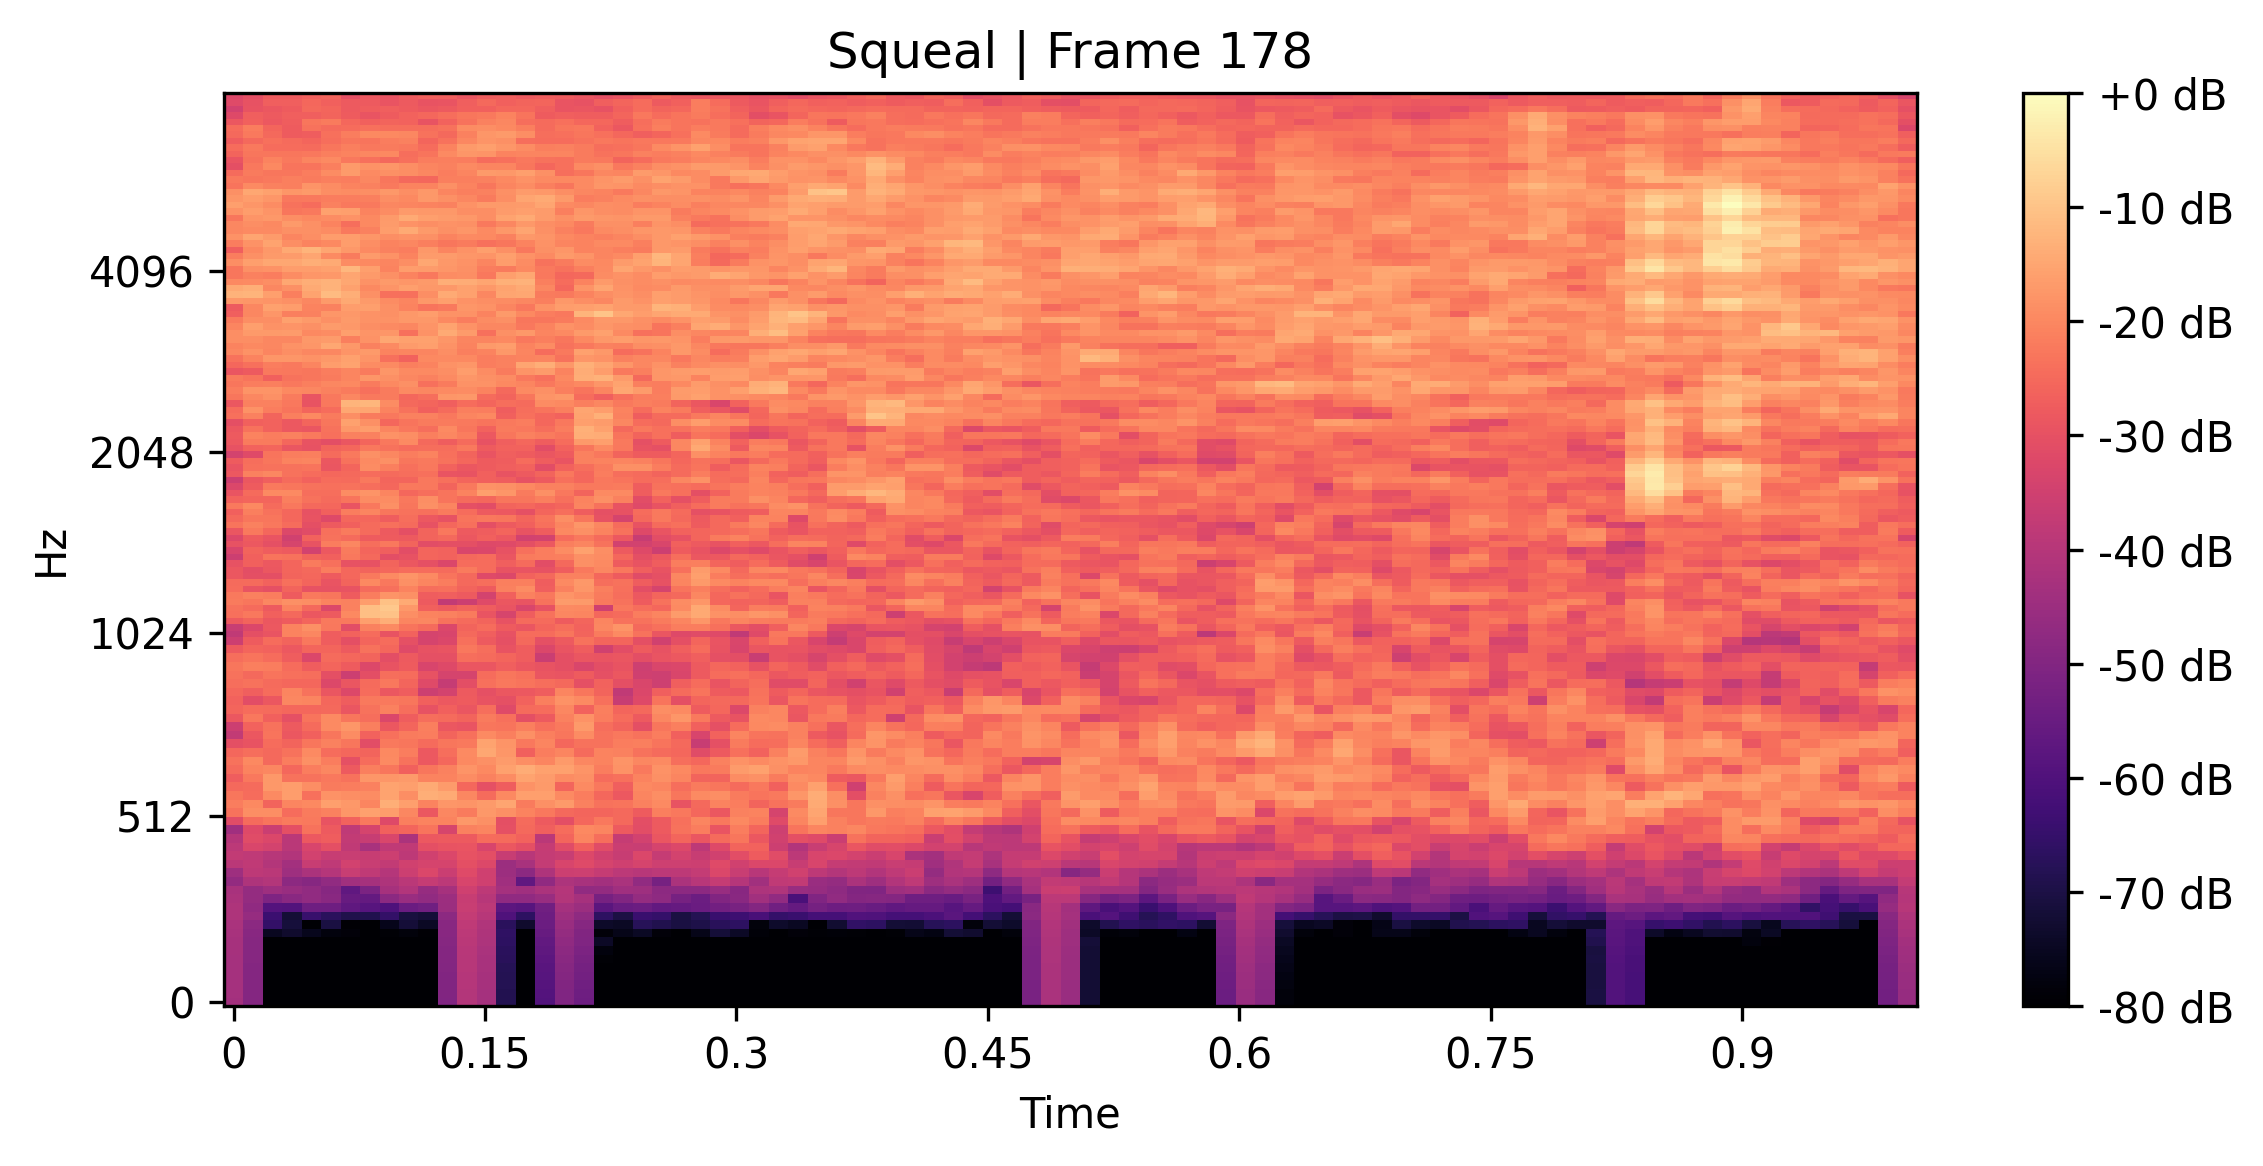 Squeal | Frame 178
+0 dB
-10 dB
-20 dB
-30 dB
-40 dB
-50 dB
-60 dB
-70 dB
-80 dB
Hz
4096
2048
1024
512
0
0 0.15 0.3 0.45 0.6 0.75 0.9
Time